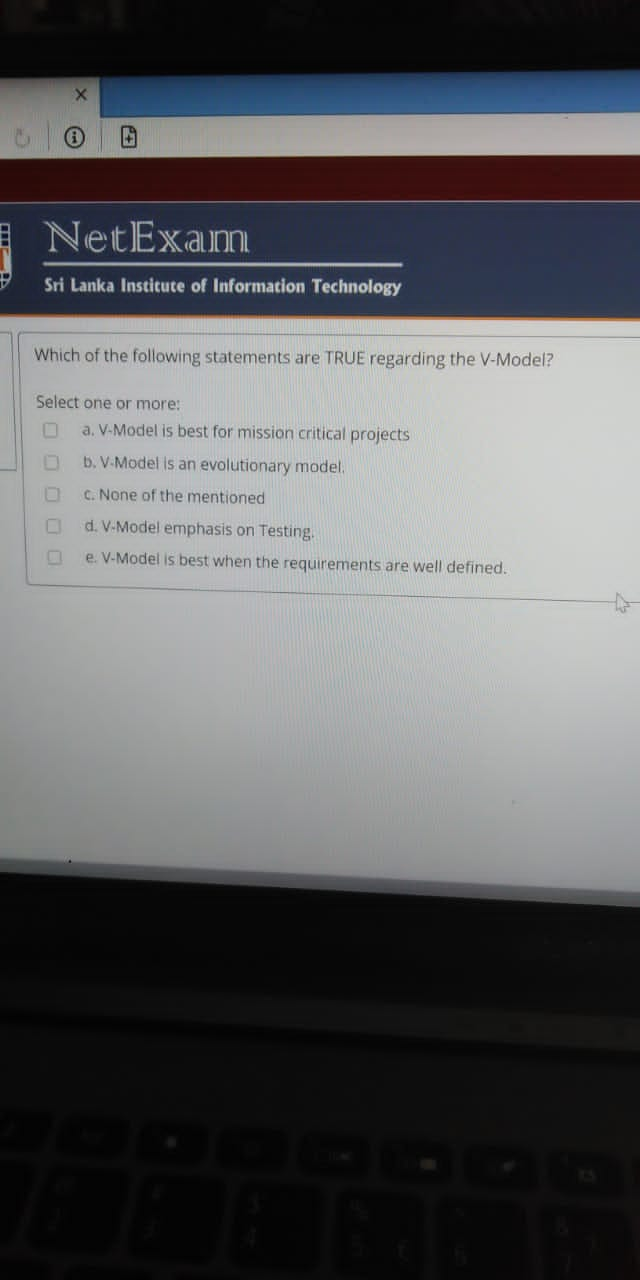 NetExam
Sri Lanka Institute of Information Technology
Which of the following statements are TRUE regarding the V-Model?
Select one or more:
a. V-Model is best for mission critical projects
b. V-Model is an evolutionary model.
c. None of the mentioned
d. V-Model emphasis on Testing.
e. V-Model is best when the requirements are well defined.